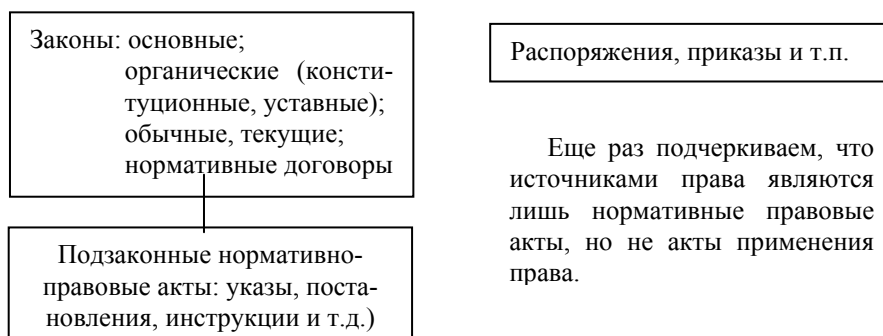 Законы: основные;
органические (консти-
туционные, уставные);
обычные, текущие;
нормативные договоры
Подзаконные нормативно-
правовые акты: указы, поста-
новления, инструкции и т.д.)
Распоряжения, приказы и т.п.
Еще раз подчеркиваем, что
источниками права являются
лишь нормативные правовые
акты, но не акты применения
права.